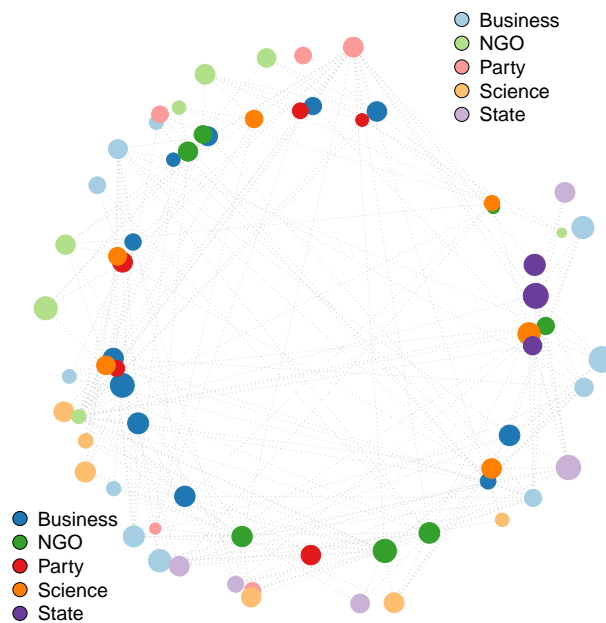 Business
NGO
Party
Science
State
Business
NGO
Party
Science
State